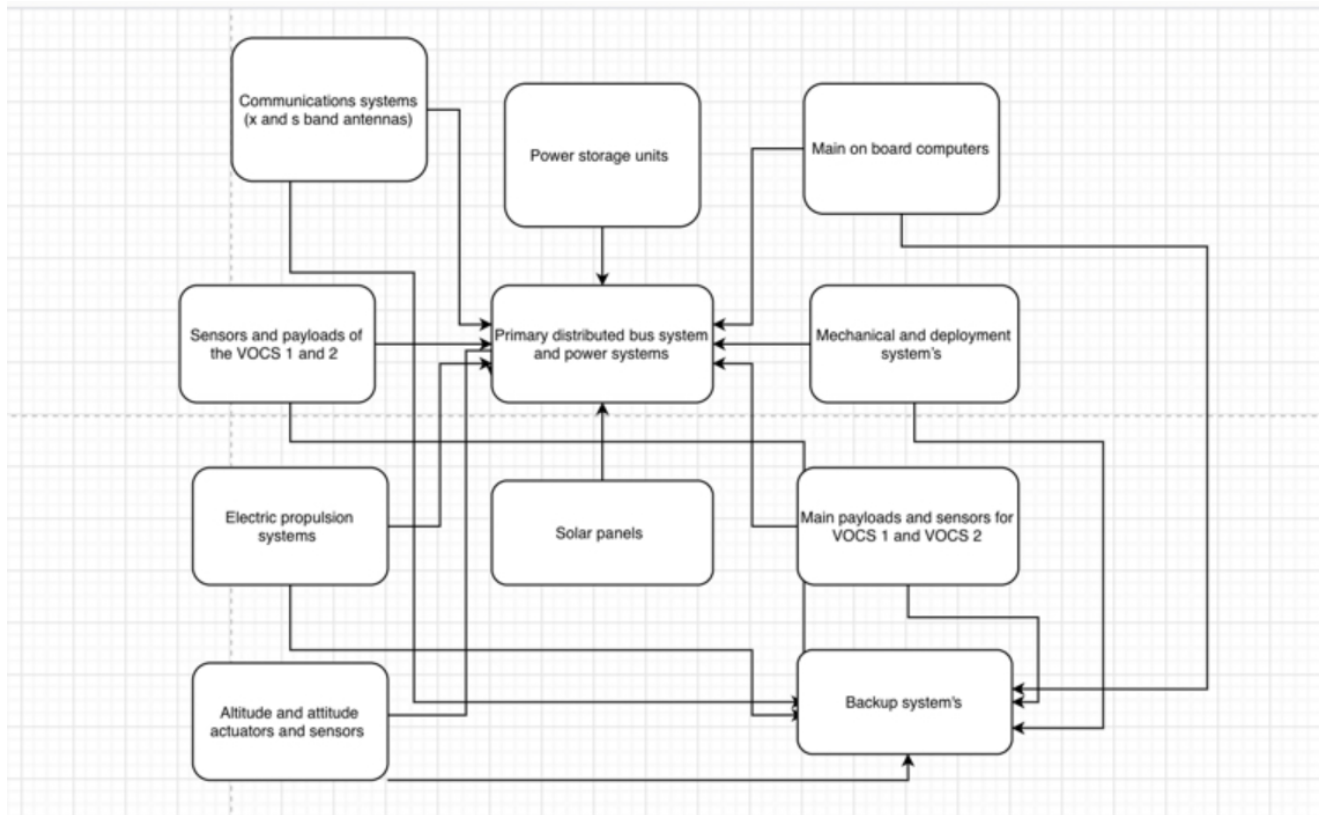 Communications systems
(x and s band antennas)
Power storage units
Main on board computers
Sensors and payloads of
the VOCS 1 and 2
Primary distributed bus system
and power systems
Mechanical and deployment
system's
Electric propulsion
systems
Solar panels
Main payloads and sensors for
VOCS 1 and VOCS 2
Altitude and attitude
actuators and sensors
Backup system's